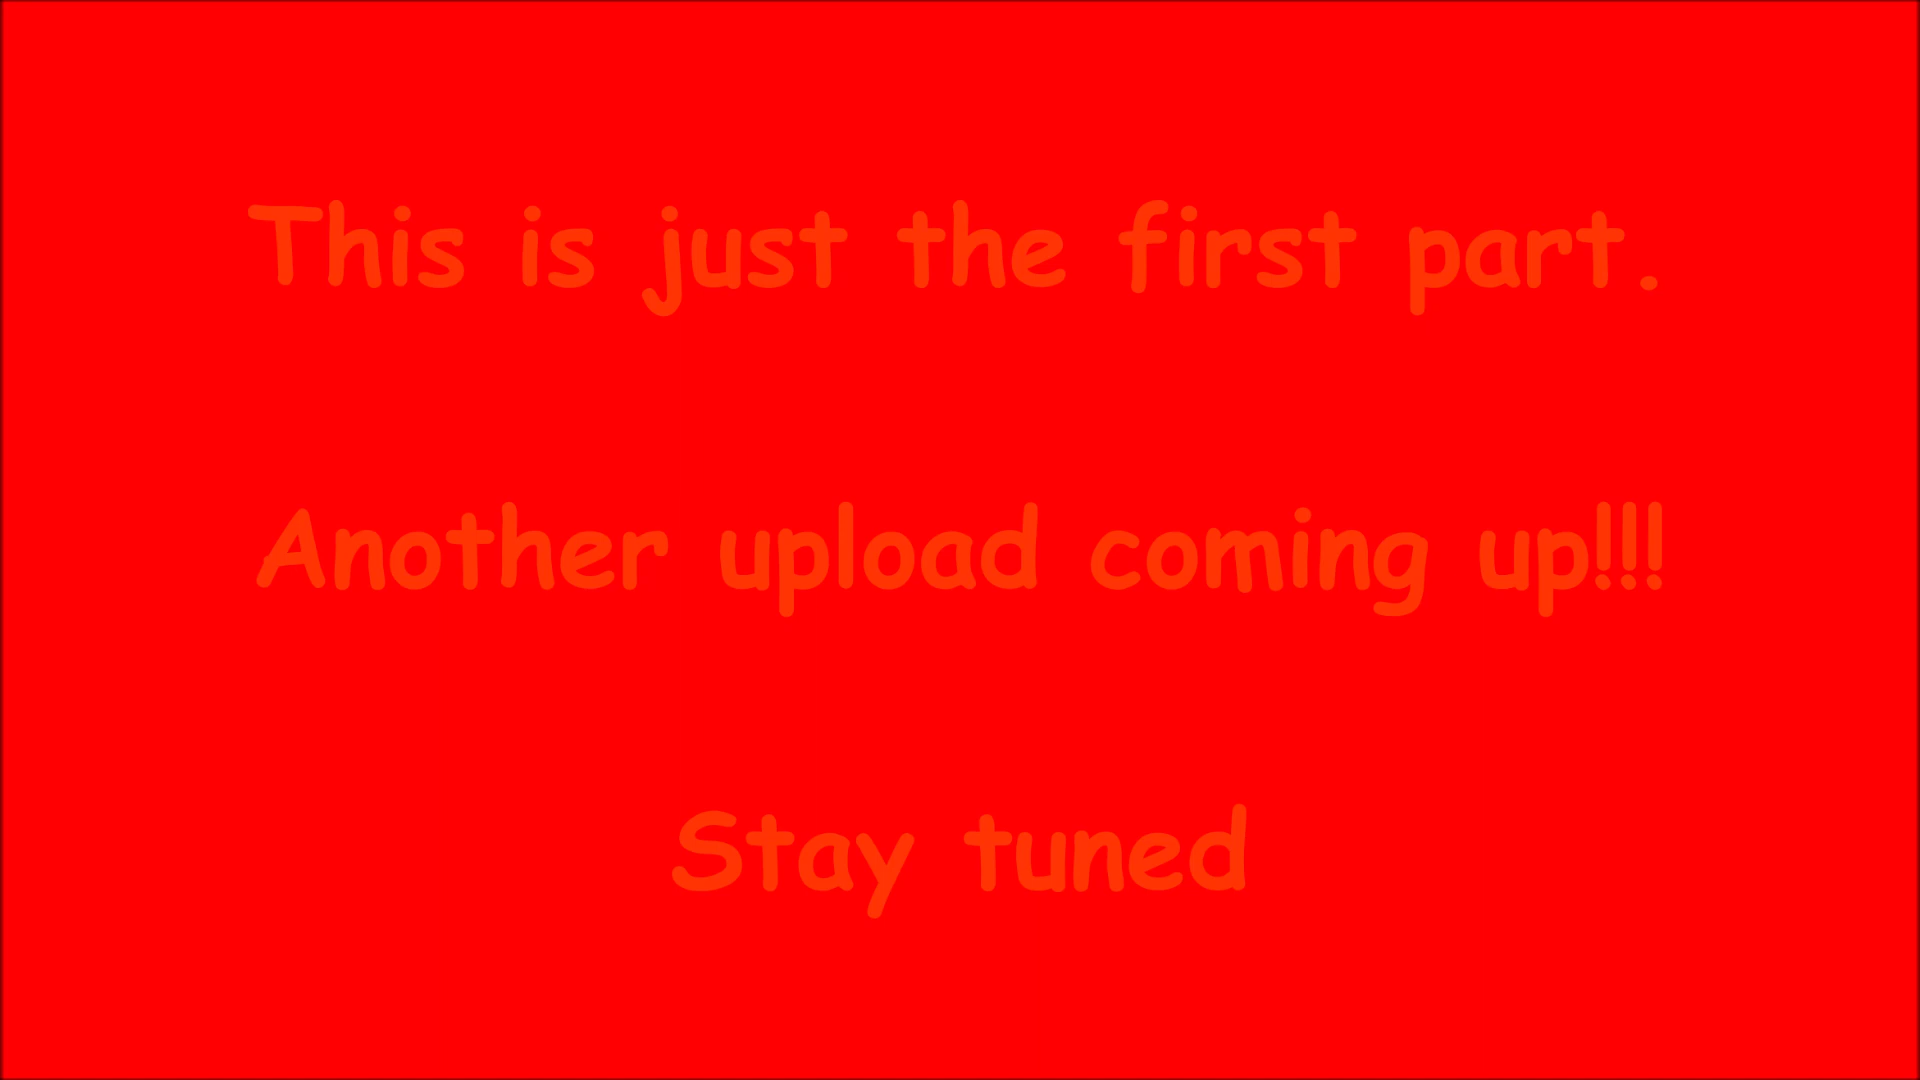 This is just the first part.
Another upload coming up!!!
Stay tuned